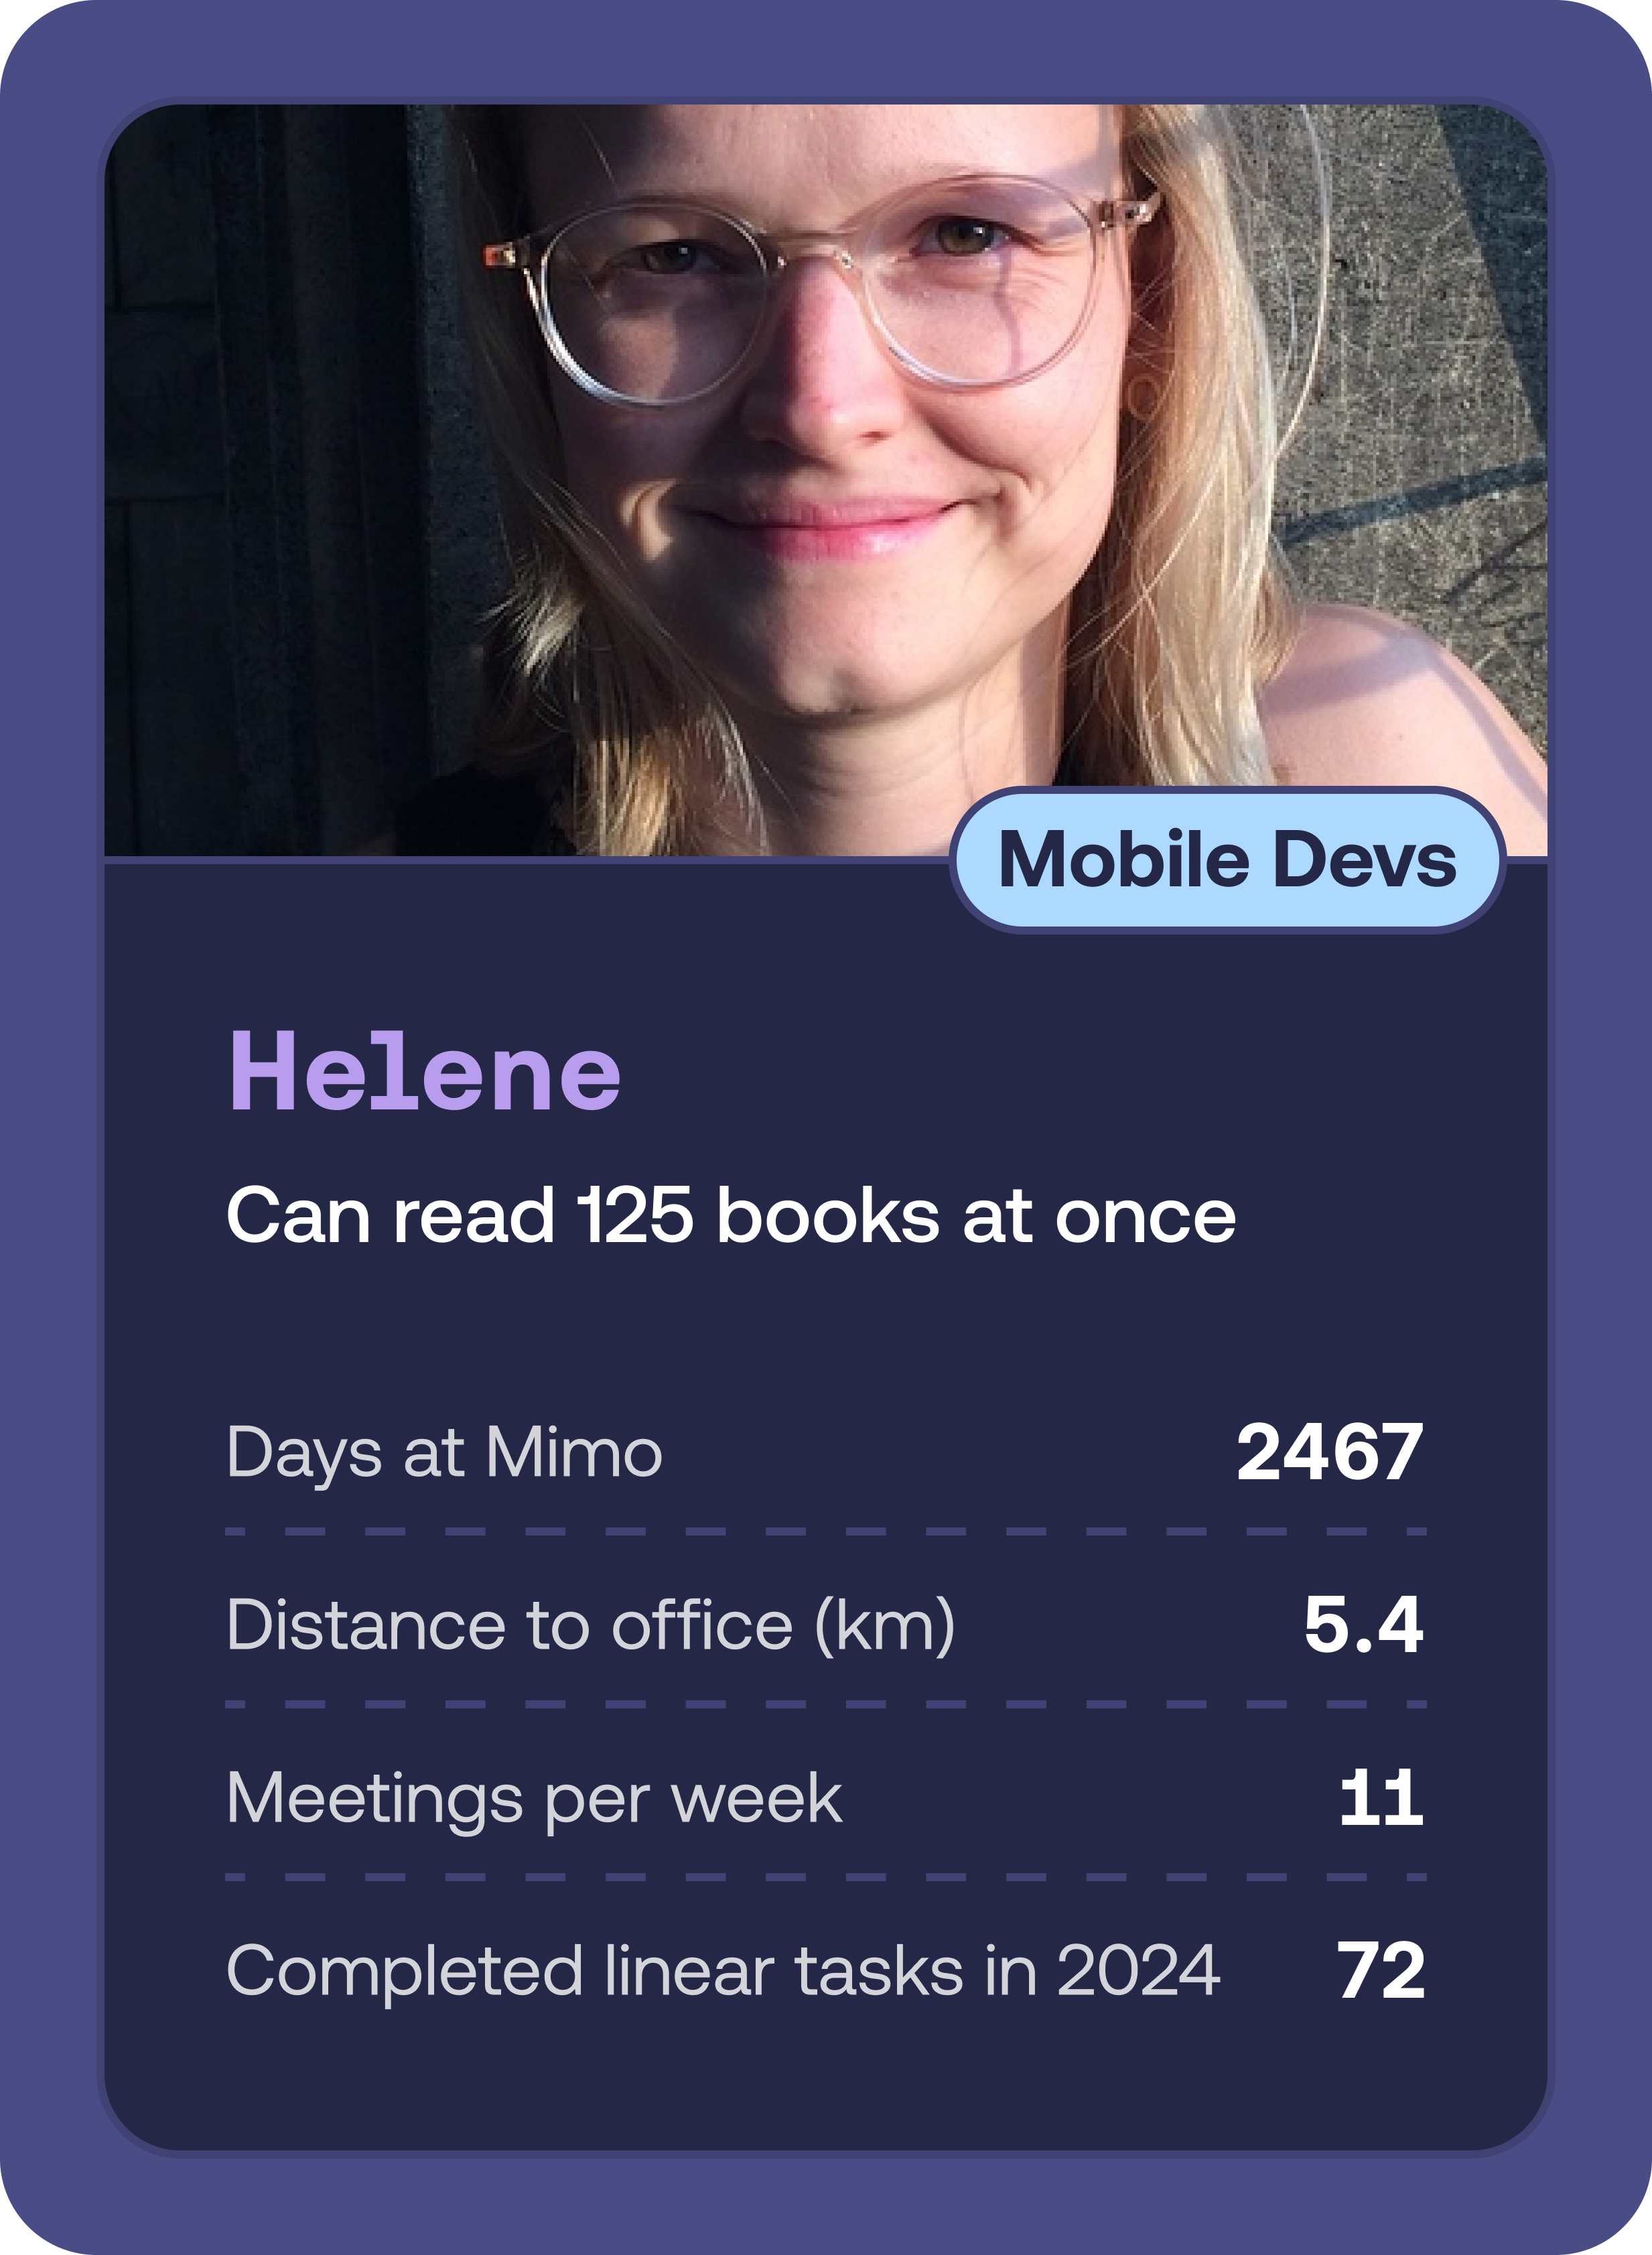 Mobile Devs
Helene
Can read 125 books at once
Days at Mimo 2467
Distance to office (km) 5.4
Meetings per week 11
Completed linear tasks in 2024 72